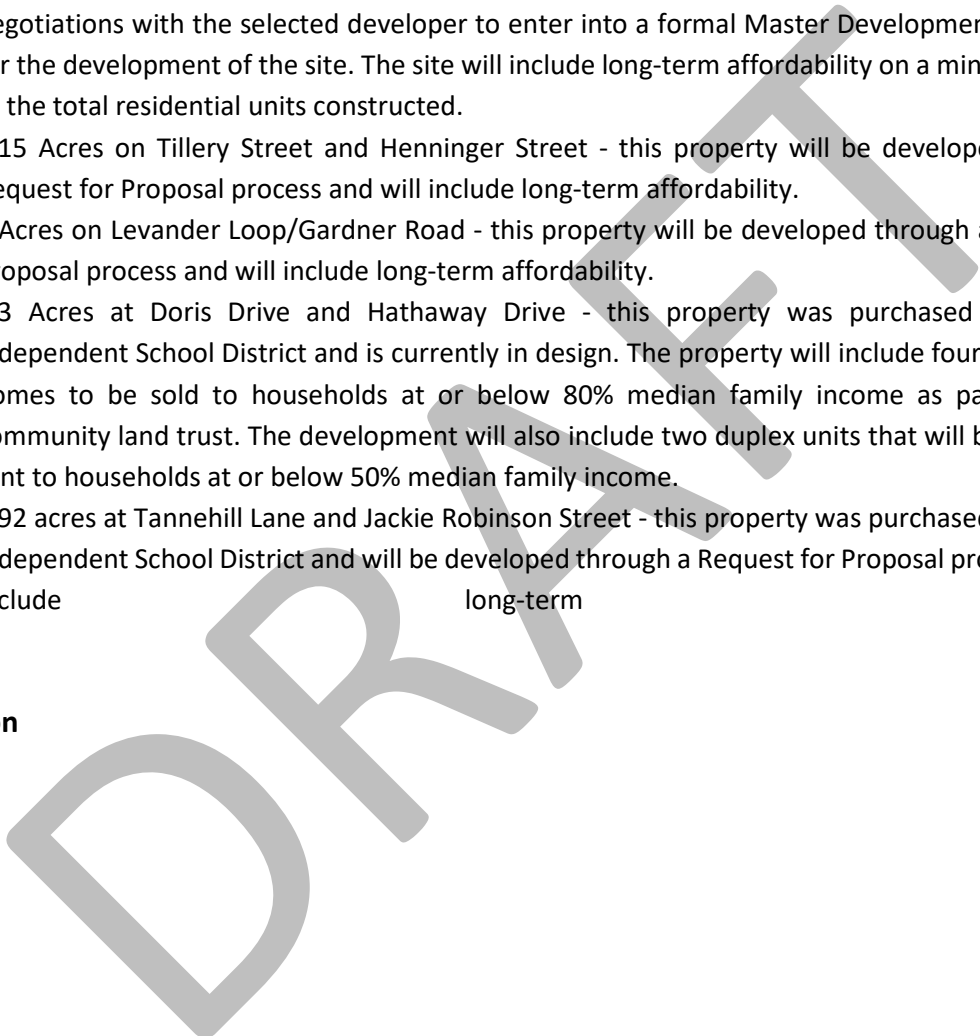 egotiations with the selected developer to enter into a formal Master Developmen
r the development of the site. The site will include long-term affordability on a min
the total residential units constructed.
15 Acres on Tillery Street and Henninger Street - this property will be develope
equest for Proposal process and will include long-term affordability.
Acres on Levander Loop/Gardner Road - this property will be developed through a
roposal process and will include long-term affordability.
3 Acres at Doris Drive and Hathaway Drive - this property was purchased
dependent School District and is currently in design. The property will include four
omes to be sold to households at or below 80% median family income as pa
ommunity land trust. The development will also include two duplex units that will b
nt to households at or below 50% median family income.
92 acres at Tannehill Lane and Jackie Robinson Street - this property was purchase
dependent School District and will be developed through a Request for Proposal pro
clude long-term
n
DRAFT